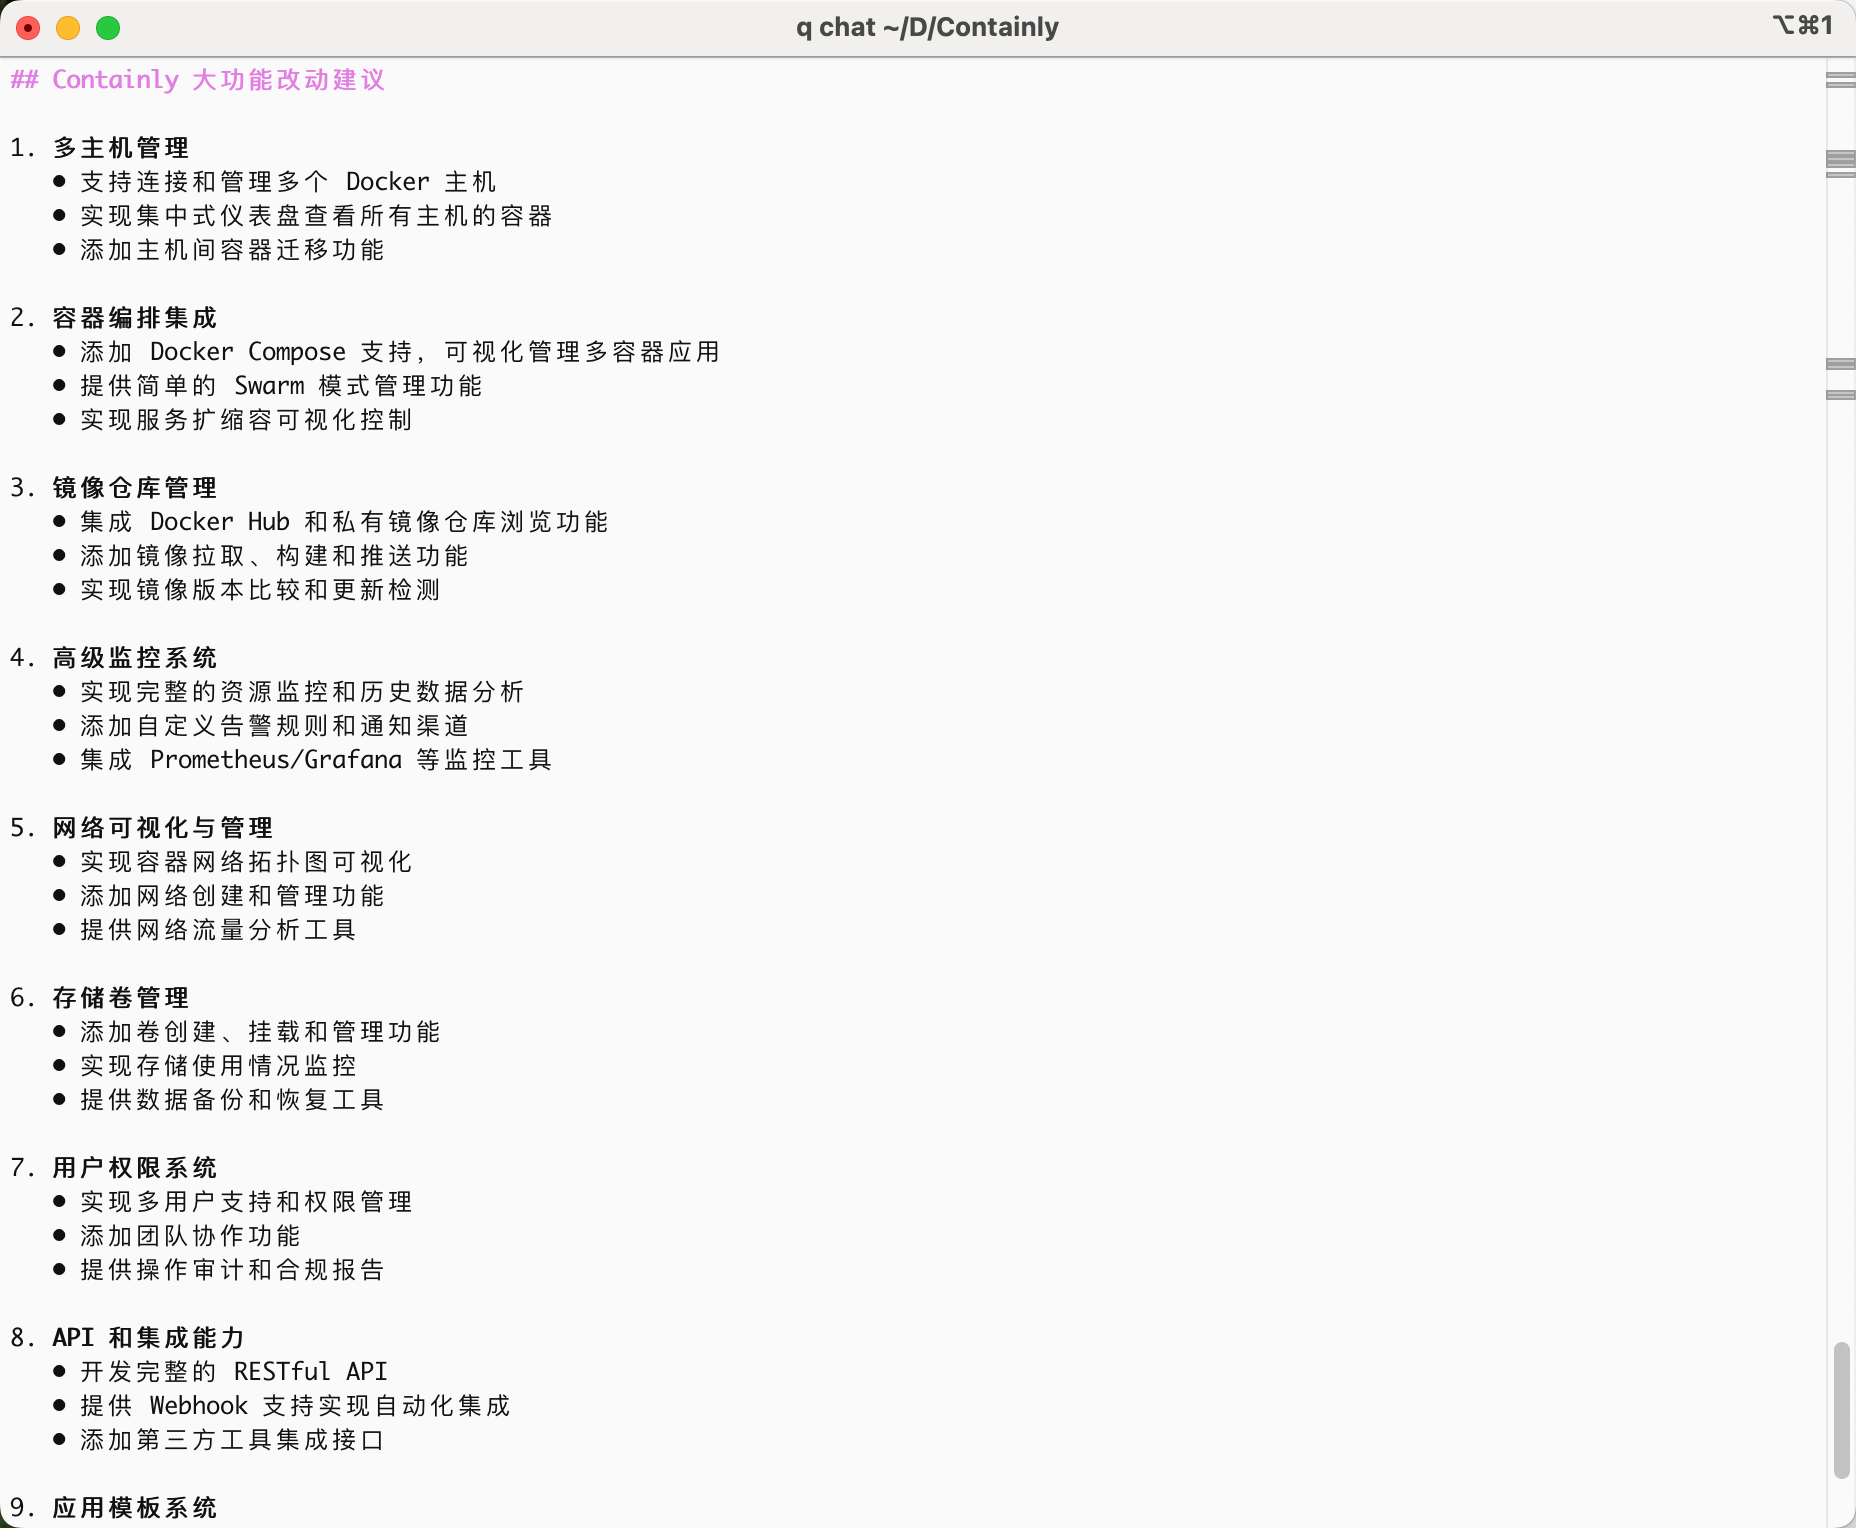 q chat ~/D/Containly
⌥⌘1
## Containly 大功能改动建议
1. 多主机管理
● 支持连接和管理多个 Docker 主机
● 实现集中式仪表盘查看所有主机的容器
● 添加主机间容器迁移功能
2. 容器编排集成
● 添加 Docker Compose 支持, 可视化管理多容器应用
● 提供简单的 Swarm 模式管理功能
● 实现服务扩缩容可视化控制
3. 镜像仓库管理
● 集成 Docker Hub 和私有镜像仓库浏览功能
● 添加镜像拉取、构建和推送功能
● 实现镜像版本比较和更新检测
4. 高级监控系统
● 实现完整的资源监控和历史数据分析
● 添加自定义告警规则和通知渠道
● 集成 Prometheus/Grafana 等监控工具
5. 网络可视化与管理
● 实现容器网络拓扑图可视化
● 添加网络创建和管理功能
● 提供网络流量分析工具
6. 存储卷管理
● 添加卷创建、挂载和管理功能
● 实现存储使用情况监控
● 提供数据备份和恢复工具
7. 用户权限系统
● 实现多用户支持和权限管理
● 添加团队协作功能
● 提供操作审计和合规报告
8. API 和集成能力
● 开发完整的 RESTful API
● 提供 Webhook 支持实现自动化集成
● 添加第三方工具集成接口
9. 应用模板系统